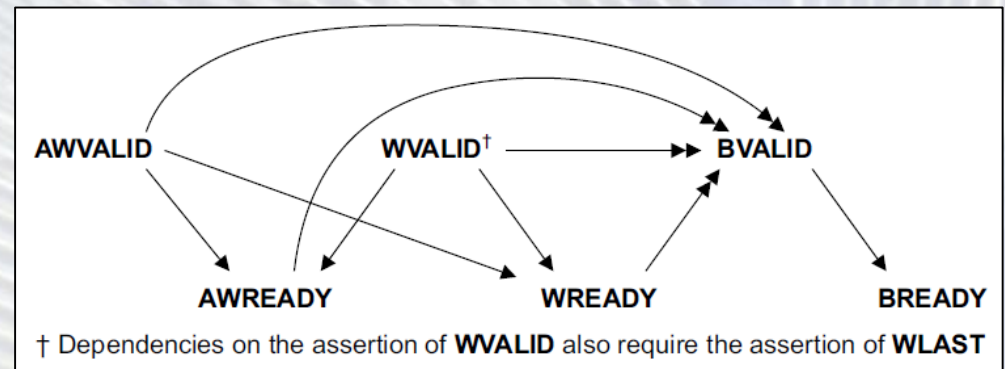 AWVALID WVALID† BVALID
AWREADY WREADY BREADY
† Dependencies on the assertion of WVALID also require the assertion of WLAST